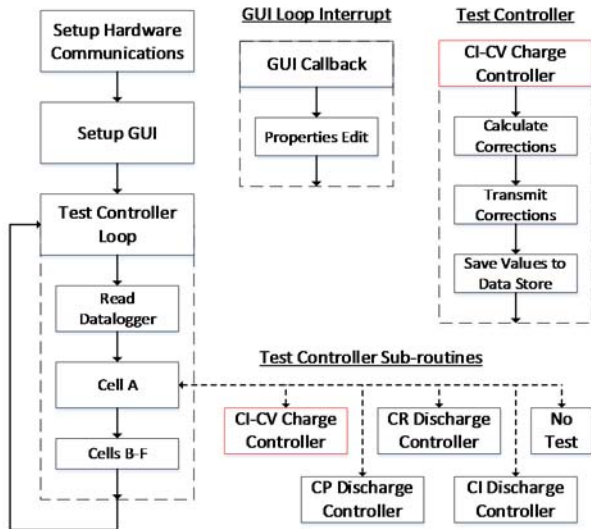 Setup Hardware
Communications
Setup GUI
Test Controller
Loop
Read
Datalogger
Cell A
Cells B-F
GUI Loop Interrupt
GUI Callback
Properties Edit
Test Controller
CI-CV Charge
Controller
Calculate
Corrections
Transmit
Corrections
Save Values to
Data Store
Test Controller Sub-routines
CI-CV Charge
Controller
CR Discharge
Controller
No
Test
CP Discharge
Controller
CI Discharge
Controller